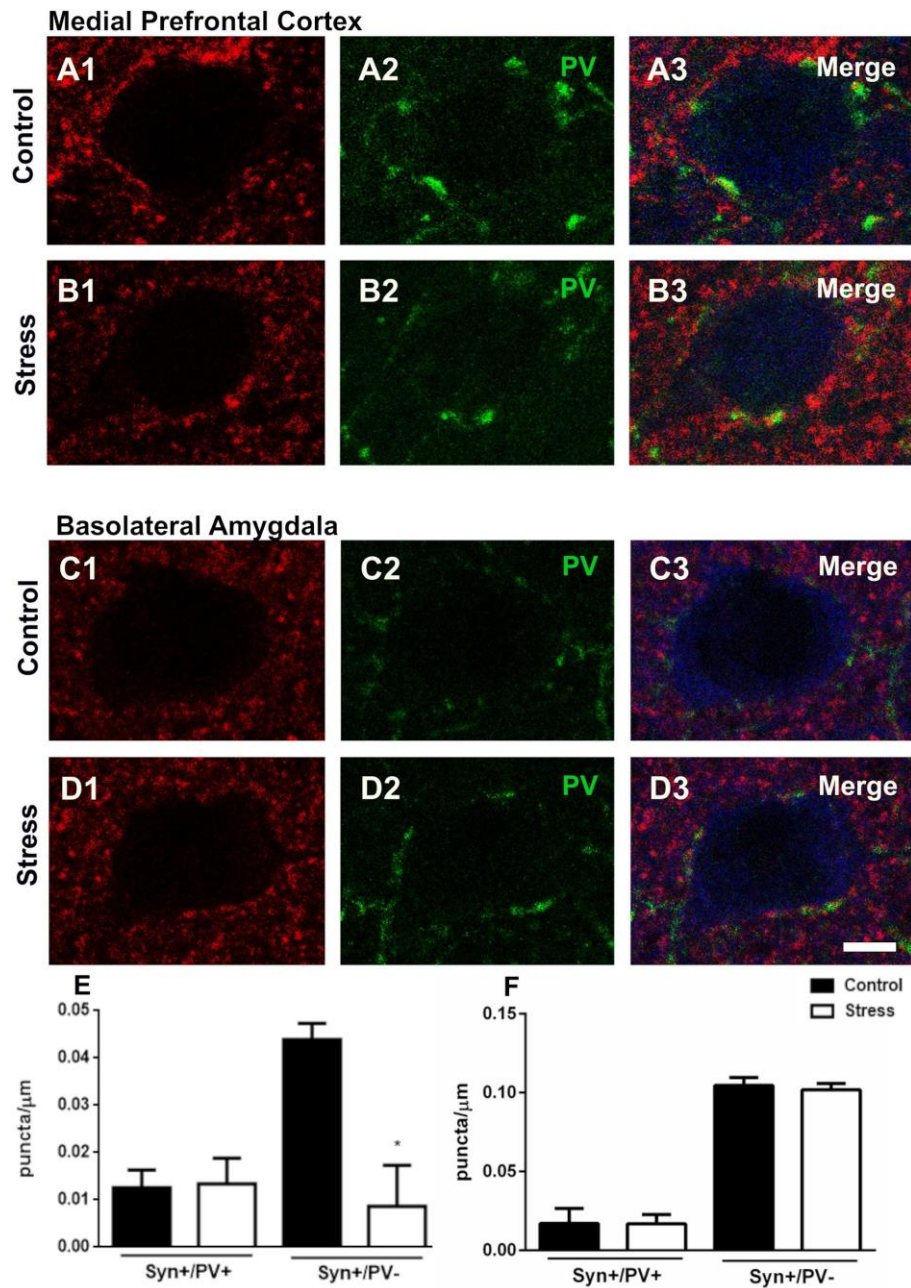 Medial Prefrontal Cortex
Control
A1
A2 PV
A3 Merge
Stress
B1
B2 PV
B3 Merge
Basolateral Amygdala
Control
C1
C2 PV
C3 Merge
Stress
D1
D2 PV
D3 Merge
E
puncta/μm
0.05
0.04
0.03
0.02
0.01
0.00
*
Syn+/PV+ Syn+/PV-
F
Control
Stress
puncta/μm
0.15
0.10
0.05
0.00
Syn+/PV+ Syn+/PV-